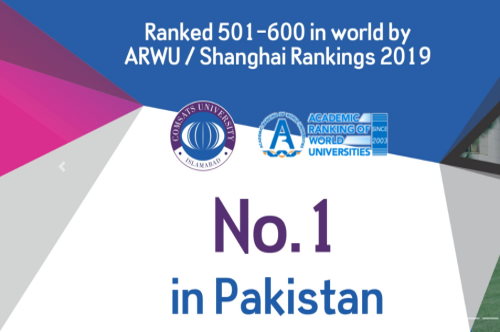 Ranked 501-600 in world by
ARWU / Shanghai Rankings 2019
COMSATS UNIVERSITY
ISLAMABAD
ACADEMIC
RANKING OF
WORLD
UNIVERSITIES
SINCE
2003
No.1
in Pakistan